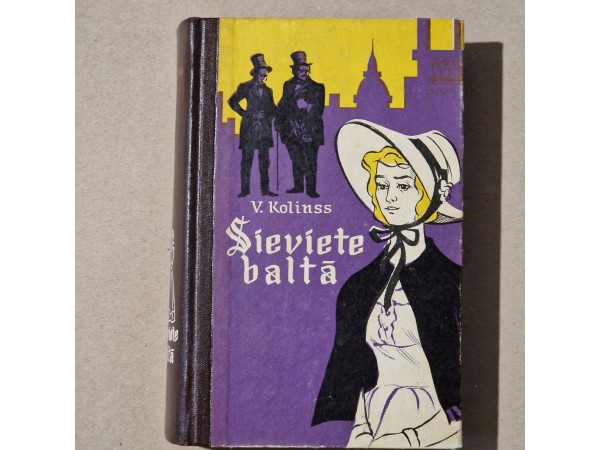 V. Kolinss
Sieviete
baltā